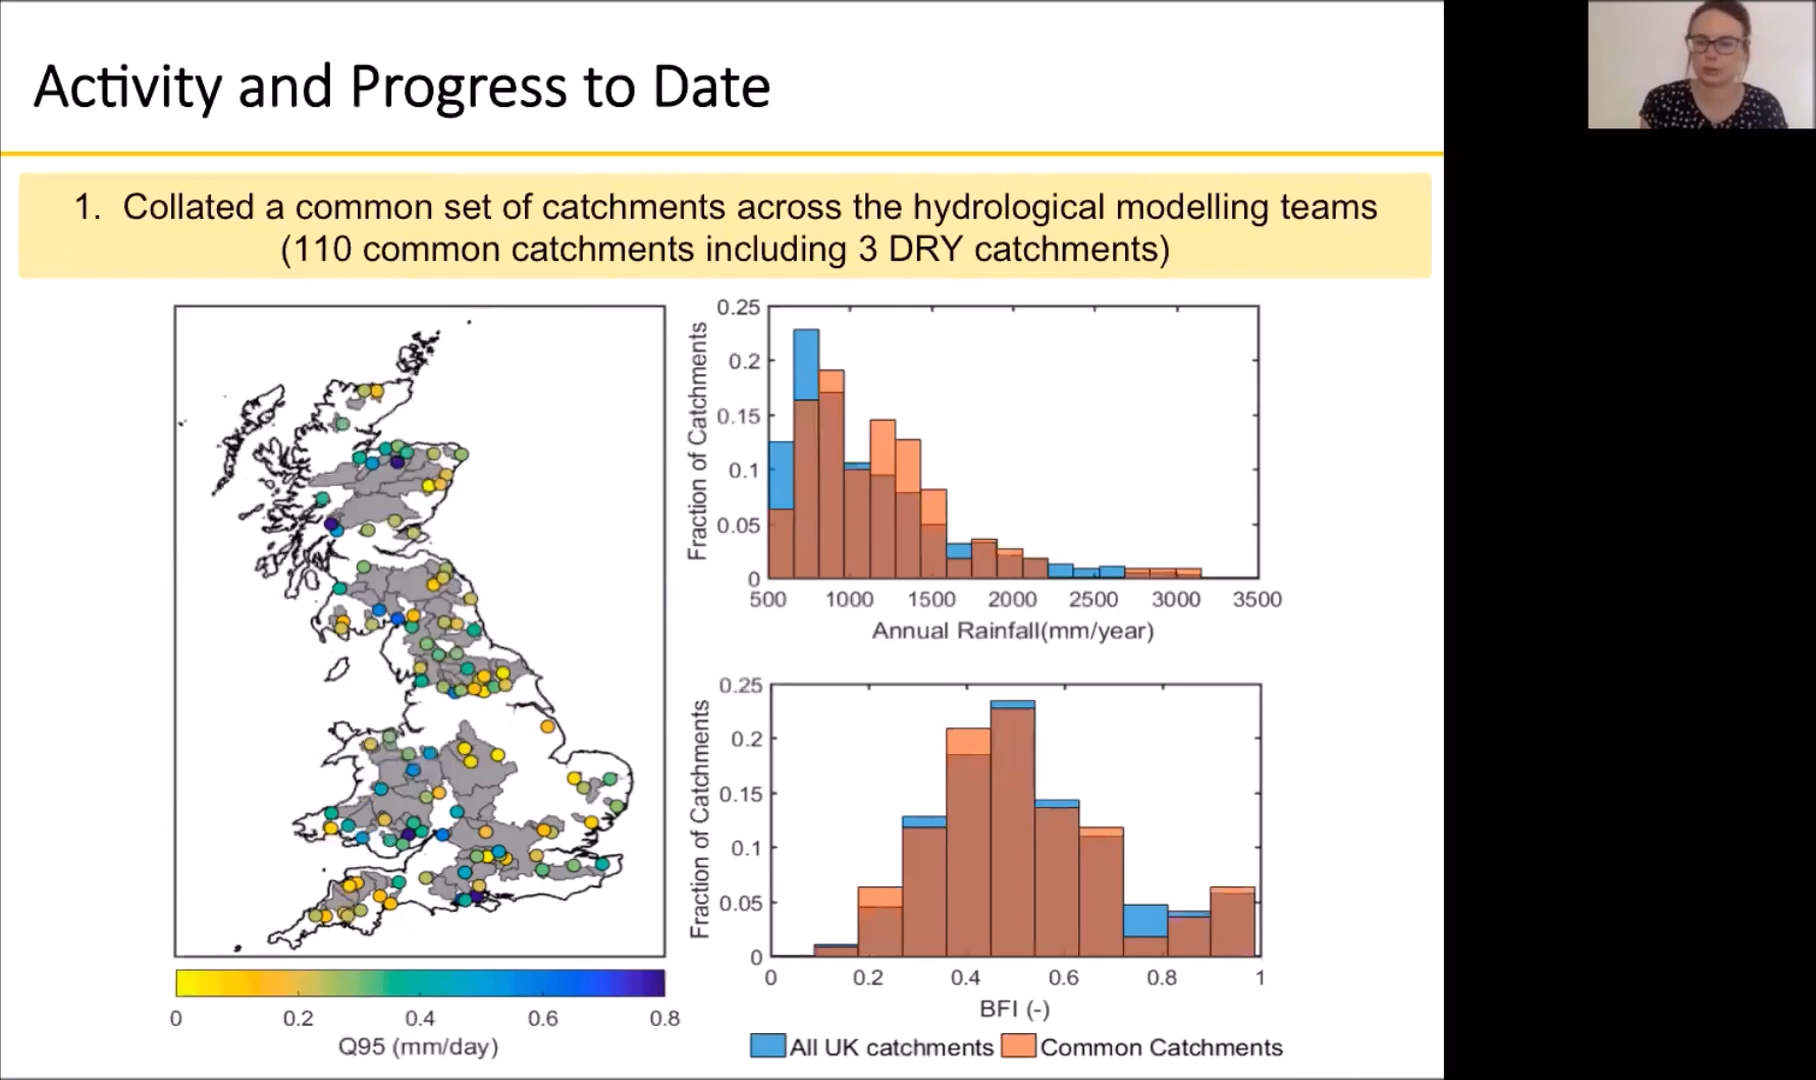 Activity and Progress to Date
1. Collated a common set of catchments across the hydrological modelling teams
(110 common catchments including 3 DRY catchments)
0 0.2 0.4 0.6 0.8
Q95 (mm/day)
0.25
0.2
0.15
0.1
0.05
0
Fraction of Catchments
500 1000 1500 2000 2500 3000 3500
Annual Rainfall(mm/year)
0.25
0.2
0.15
0.1
0.05
0
Fraction of Catchments
0 0.2 0.4 0.6 0.8 1
BFI (-)
All UK catchments Common Catchments